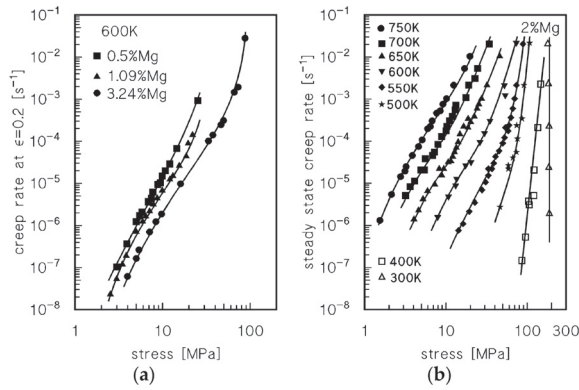 10⁻¹
10⁻²
10⁻³
10⁻⁴
10⁻⁵
10⁻⁶
10⁻⁷
10⁻⁸
creep rate at ϵ=0.2 [s⁻¹]
600K
0.5%Mg
1.09%Mg
3.24%Mg
1 10 100
stress [MPa]
(a)
10⁻¹
10⁻²
10⁻³
10⁻⁴
10⁻⁵
10⁻⁶
10⁻⁷
10⁻⁸
steady state creep rate [s⁻¹]
2%Mg
750K
700K
650K
600K
550K
500K
400K
300K
1 10 100 300
stress [MPa]
(b)